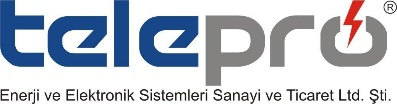 telepro®
Enerji ve Elektronik Sistemleri Sanayi ve Ticaret Ltd. Şti.